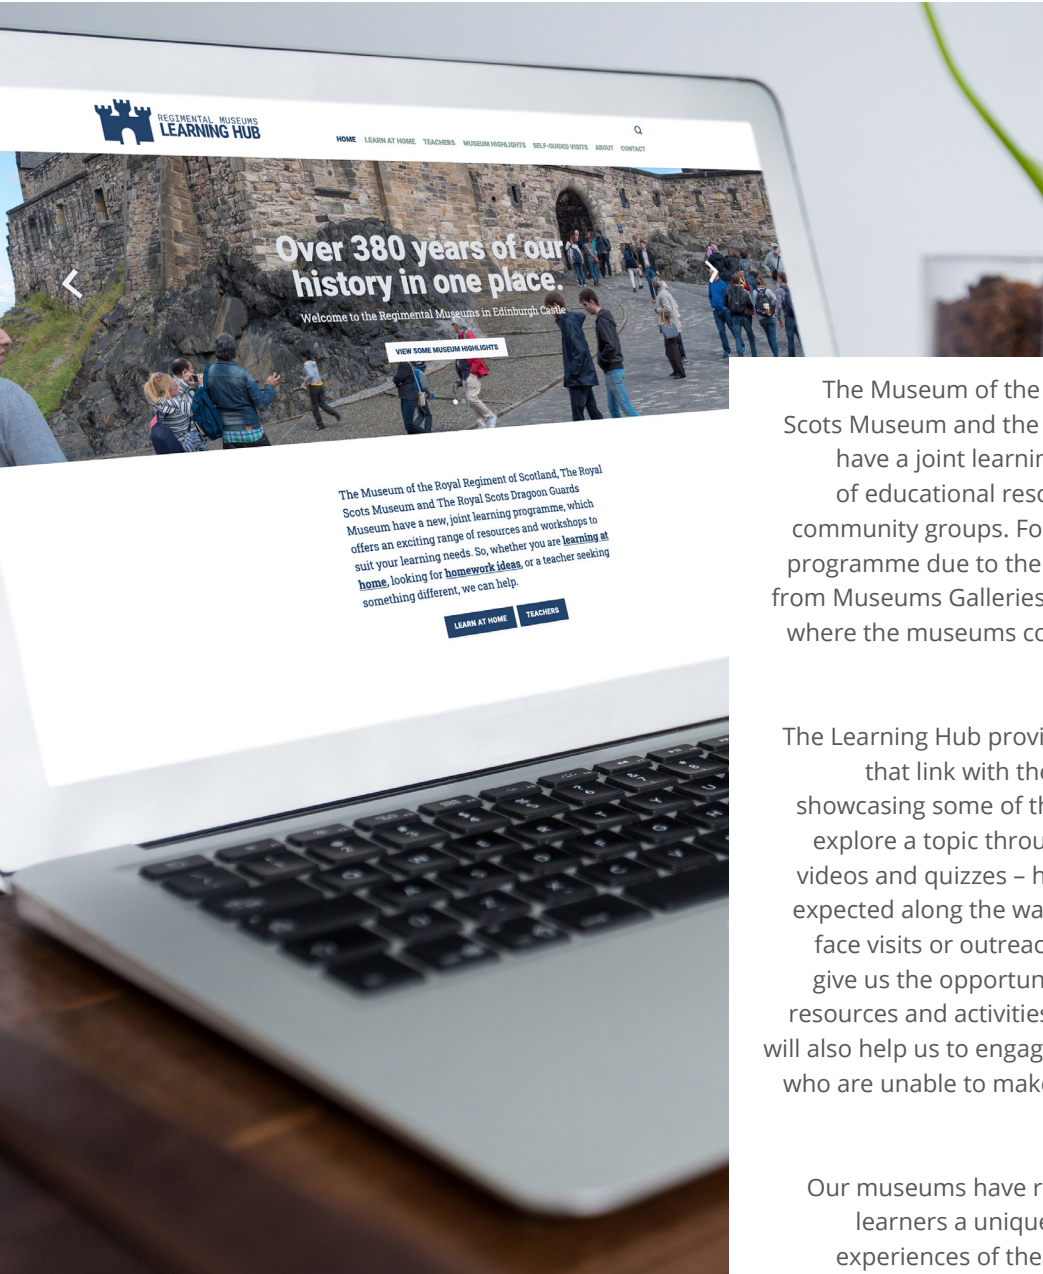 REGIMENTAL MUSEUMS
LEARNING HUB
HOME LEARN AT HOME TEACHERS MUSEUM HIGHLIGHTS SELF-GUIDED VISITS ABOUT CONTACT
Over 380 years of our
history in one place.
Welcome to the Regimental Museums in Edinburgh Castle
VIEW SOME MUSEUM HIGHLIGHTS
The Museum of the Royal Regiment of Scotland, The Royal
Scots Museum and The Royal Scots Dragoon Guards
Museum have a new, joint learning programme, which
offers an exciting range of resources and workshops to
suit your learning needs. So, whether you are learning at
home, looking for homework ideas, or a teacher seeking
something different, we can help.
LEARN AT HOME TEACHERS
The Museum of the
Scots Museum and the
have a joint learnin
of educational reso
community groups. Fo
programme due to the
from Museums Galleries
where the museums co
The Learning Hub provi
that link with the
showcasing some of th
explore a topic throu
videos and quizzes – h
expected along the wa
face visits or outreac
give us the opportun
resources and activities
will also help us to engag
who are unable to make
Our museums have r
learners a unique
experiences of the